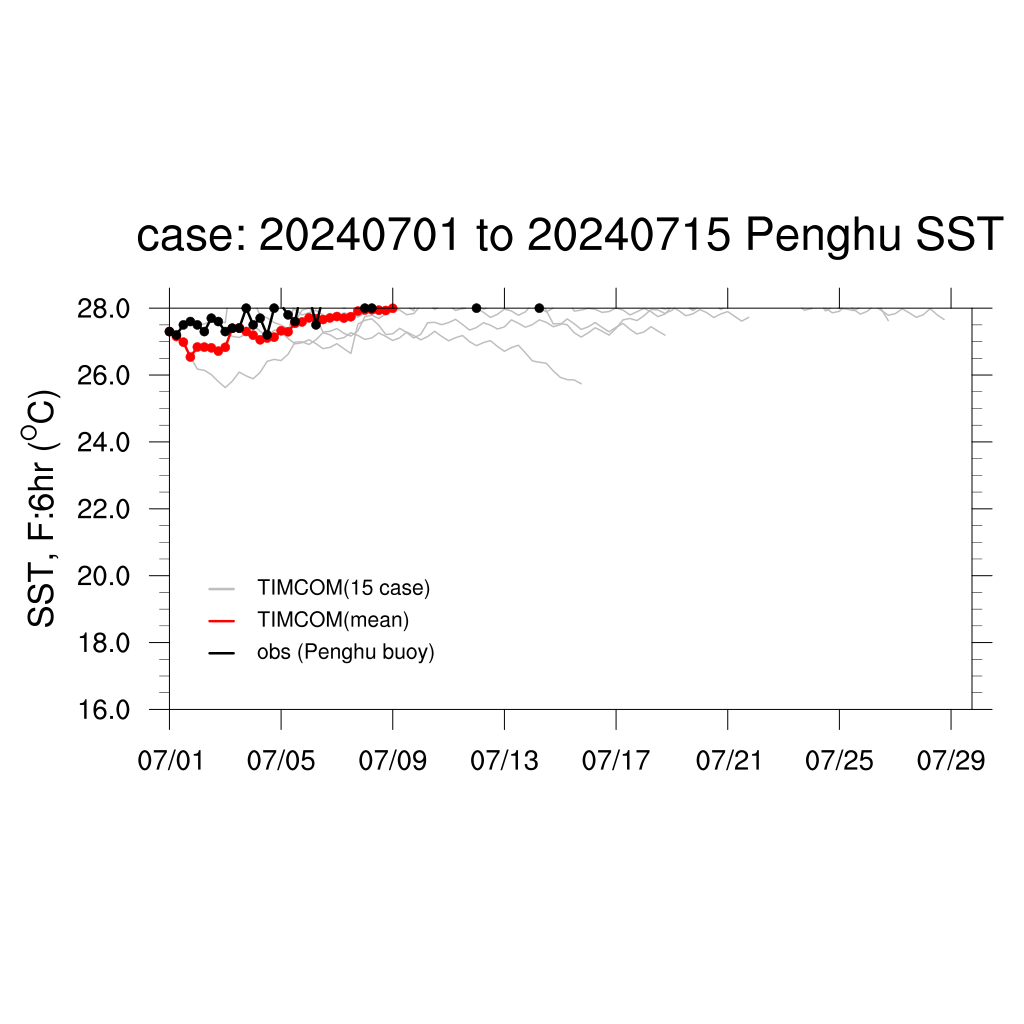 case: 20240701 to 20240715 Penghu SST
SST, F:6hr (°C)
28.0
26.0
24.0
22.0
20.0
18.0
16.0
TIMCOM(15 case)
TIMCOM(mean)
obs (Penghu buoy)
07/01 07/05 07/09 07/13 07/17 07/21 07/25 07/29